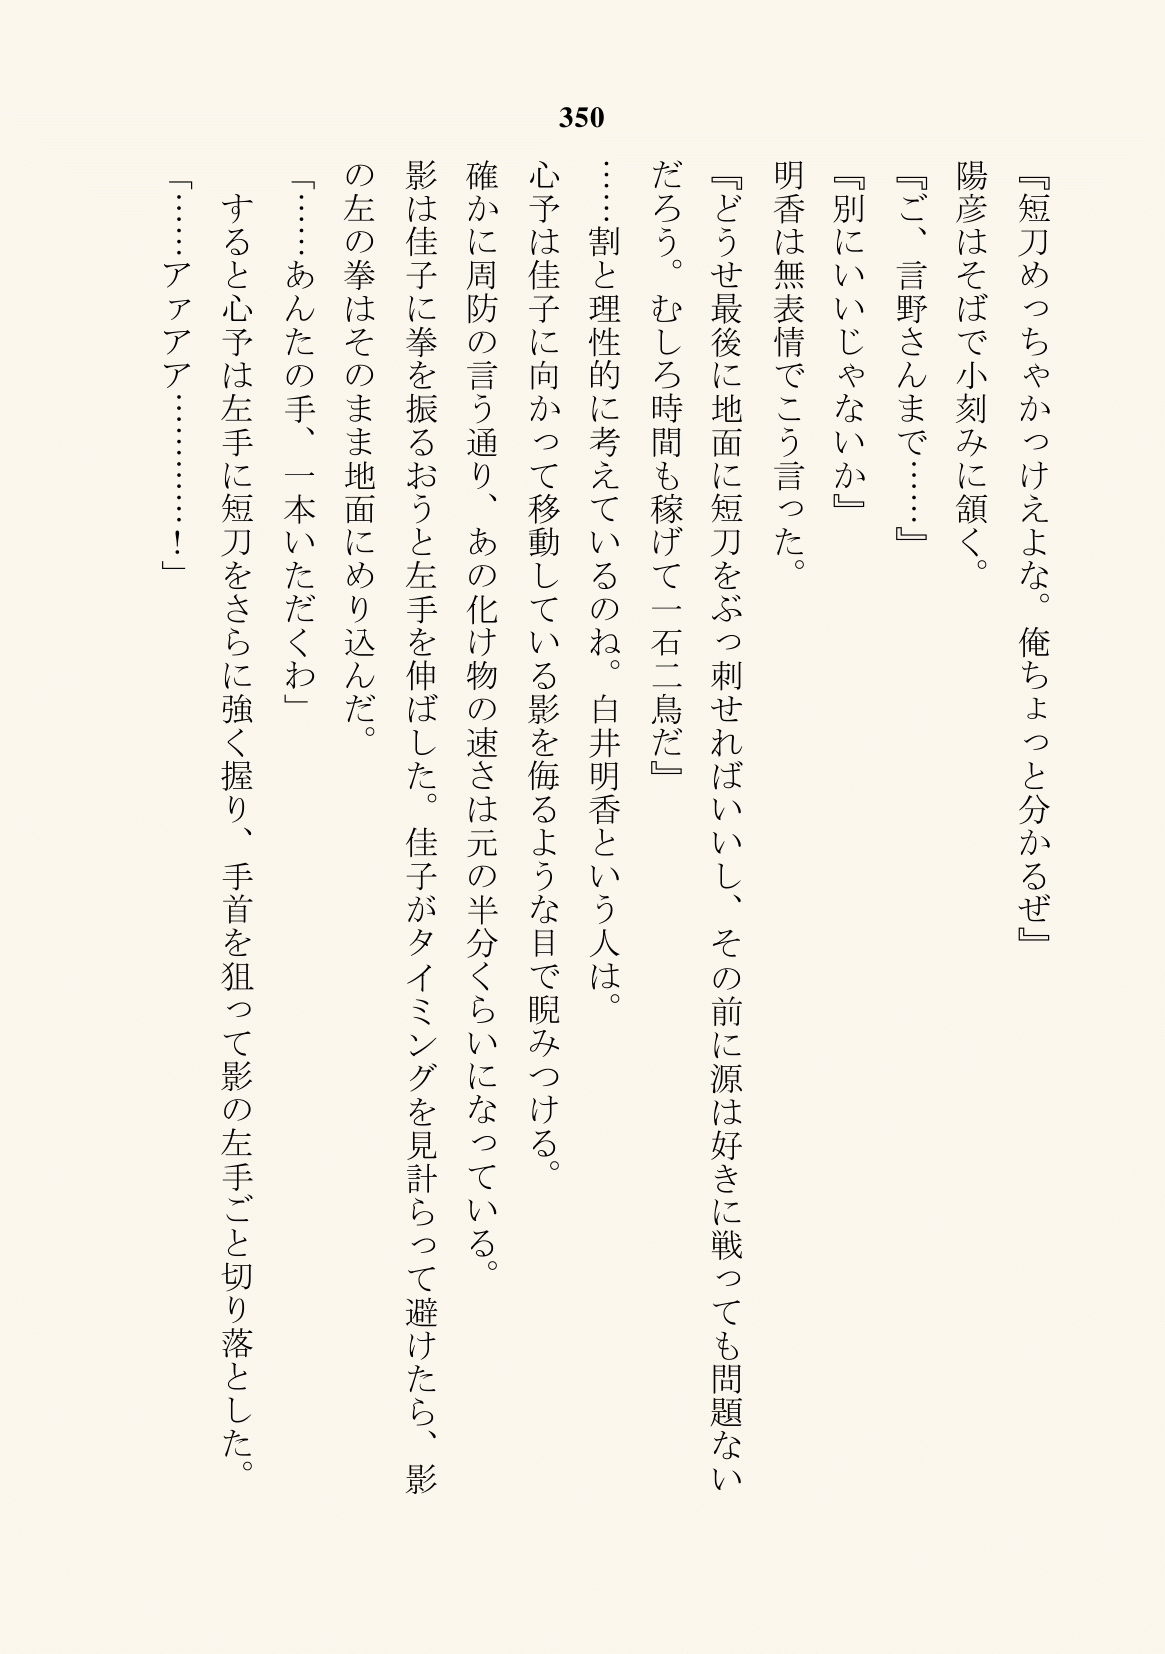 350
『短刀めっちゃかっけえよな。俺ちょっと分かるぜ』
陽彦はそばで小刻みに頷く。
『ご、言野さんまで……』
『別にいいじゃないか』
明香は無表情でこう言った。
『どうせ最後に地面に短刀をぶっ刺せればいいし、その前に源は好きに戦っても問題ない
だろう。むしろ時間も稼げて一石二鳥だ』
……割と理性的に考えているのね。白井明香という人は。
心予は佳子に向かって移動している影を侮るような目で睨みつける。
確かに周防の言う通り、あの化け物の速さは元の半分くらいになっている。
影は佳子に拳を振るおうと左手を伸ばした。佳子がタイミングを見計らって避けたら、影
の左の拳はそのまま地面にめり込んだ。
「……あんたの手、一本いただくわ」
　すると心予は左手に短刀をさらに強く握り、手首を狙って影の左手ごと切り落とした。
「……アァアア…………！」